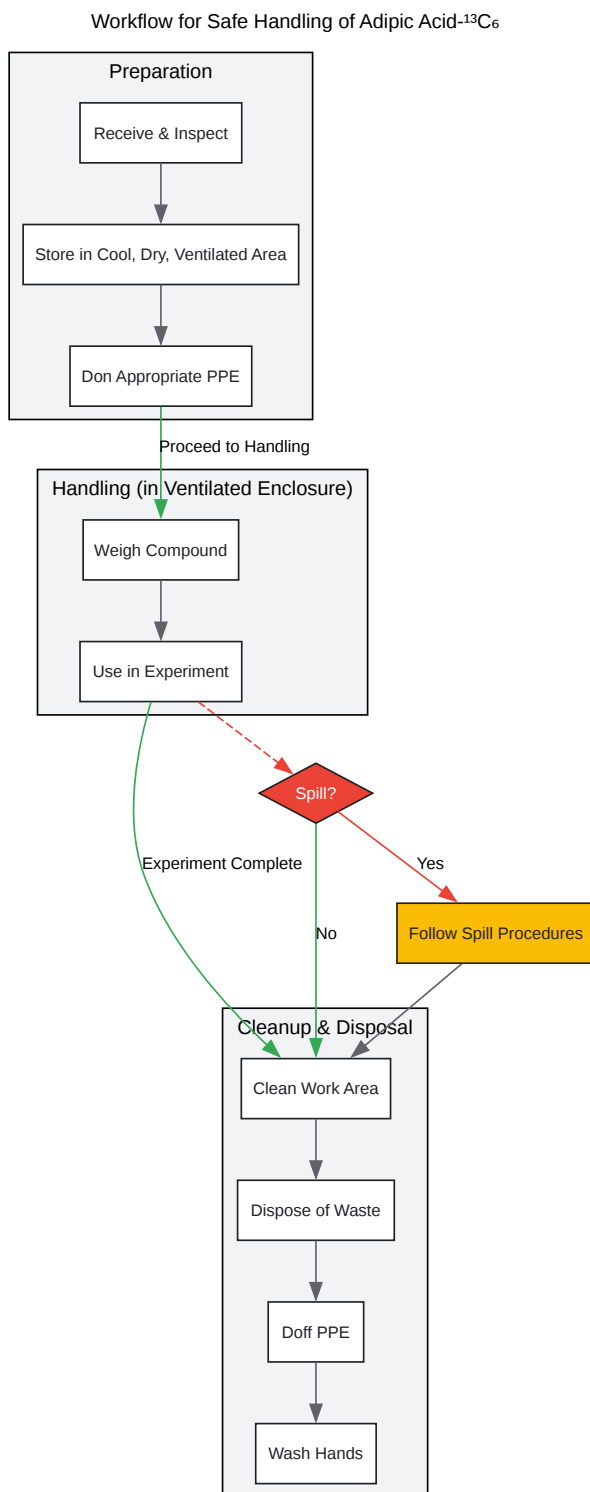 Workflow for Safe Handling of Adipic Acid-¹³C₆
Preparation
Receive & Inspect
Store in Cool, Dry, Ventilated Area
Don Appropriate PPE
Proceed to Handling
Handling (in Ventilated Enclosure)
Weigh Compound
Use in Experiment
Spill?
Experiment Complete
Yes
No
Follow Spill Procedures
Cleanup & Disposal
Clean Work Area
Dispose of Waste
Doff PPE
Wash Hands